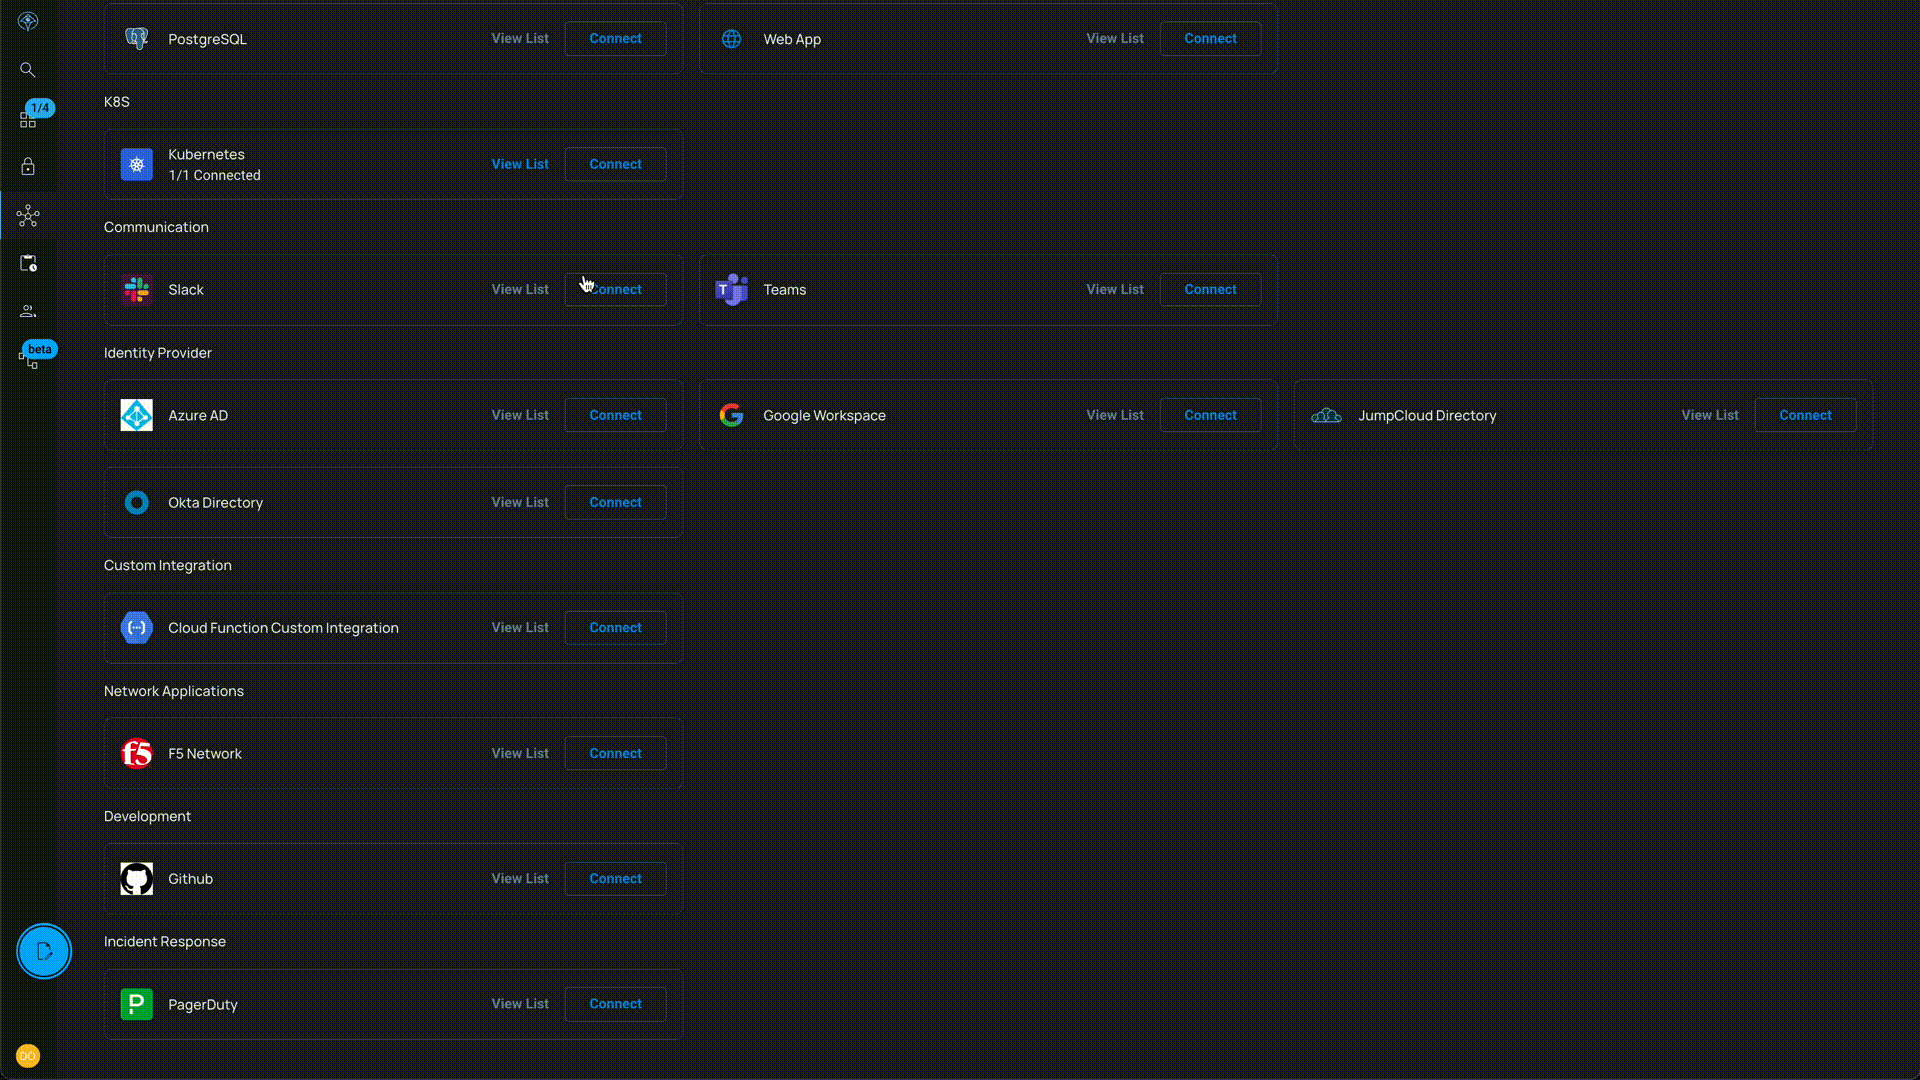 PostgreSQL View List Connect Web App View List Connect
1/4
K8S
Kubernetes
1/1 Connected
View List Connect
Communication
Slack View List Connect T Teams View List Connect
beta
Identity Provider
Azure AD View List Connect Google Workspace View List Connect JumpCloud Directory View List Connect
Okta Directory View List Connect
Custom Integration
Cloud Function Custom Integration View List Connect
Network Applications
f5 F5 Network View List Connect
Development
Github View List Connect
Incident Response
P PagerDuty View List Connect
DO